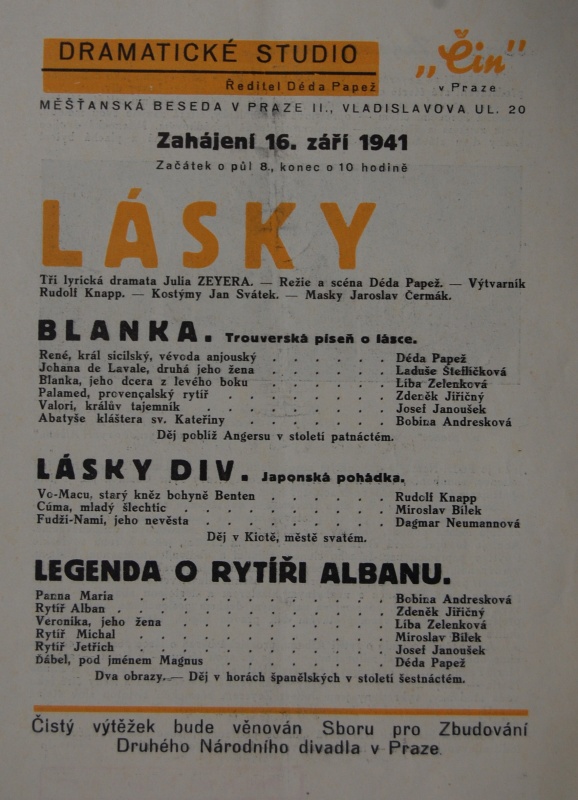 DRAMATICKÉ STUDIO
Ředitel Déda Papež
„Čin"
v Praze
MĚŠŤANSKÁ BESEDA V PRAZE II., VLADISLAVOVA UL. 20
Zahájení 16. září 1941
Začátek o půl 8., konec o 10 hodině
LÁSKY
Tři lyrická dramata Julia ZEYERA. — Režie a scéna Déda Papež. — Výtvarník
Rudolf Knapp. — Kostýmy Jan Svátek. — Masky Jaroslav Čermák.
BLANKA. Trouverská píseň o lásce.
René, král sicilský, vévoda anjouský . . . . . . Déda Papež
Johana de Lavale, druhá jeho žena . . . . . . Laduše Štefličková
Blanka, jeho dcera z levého boku . . . . . . Liba Zelenková
Palamed, provençalský rytíř . . . . . . . Zdeněk Jiřičný
Valori, králův tajemník . . . . . . . . Josef Janoušek
Abatyše kláštera sv. Kateřiny . . . . . . . Bobina Andresková
Děj poblíž Angersu v století patnáctém.
LÁSKY DIV. Japonská pohádka.
Vo-Macu, starý kněz bohyně Benten . . . . . . Rudolf Knapp
Cúma, mladý šlechtic . . . . . . . . . Miroslav Bílek
Fudži-Nami, jeho nevěsta . . . . . . . . Dagmar Neumannová
Děj v Kiotě, městě svatém.
LEGENDA O RYTÍŘI ALBANU.
Panna Maria . . . . . . . . . . Bobina Andresková
Rytíř Alban . . . . . . . . . . . Zdeněk Jiřičný
Veronika, jeho žena . . . . . . . . . Liba Zelenková
Rytíř Michal . . . . . . . . . . Miroslav Bílek
Rytíř Jetřich . . . . . . . . . . Josef Janoušek
Ďábel, pod jménem Magnus . . . . . . . Déda Papež
Dva obrazy. — Děj v horách španělských v století šestnáctém.
Čistý výtěžek bude věnován Sboru pro Zbudování
Druhého Národního divadla v Praze.